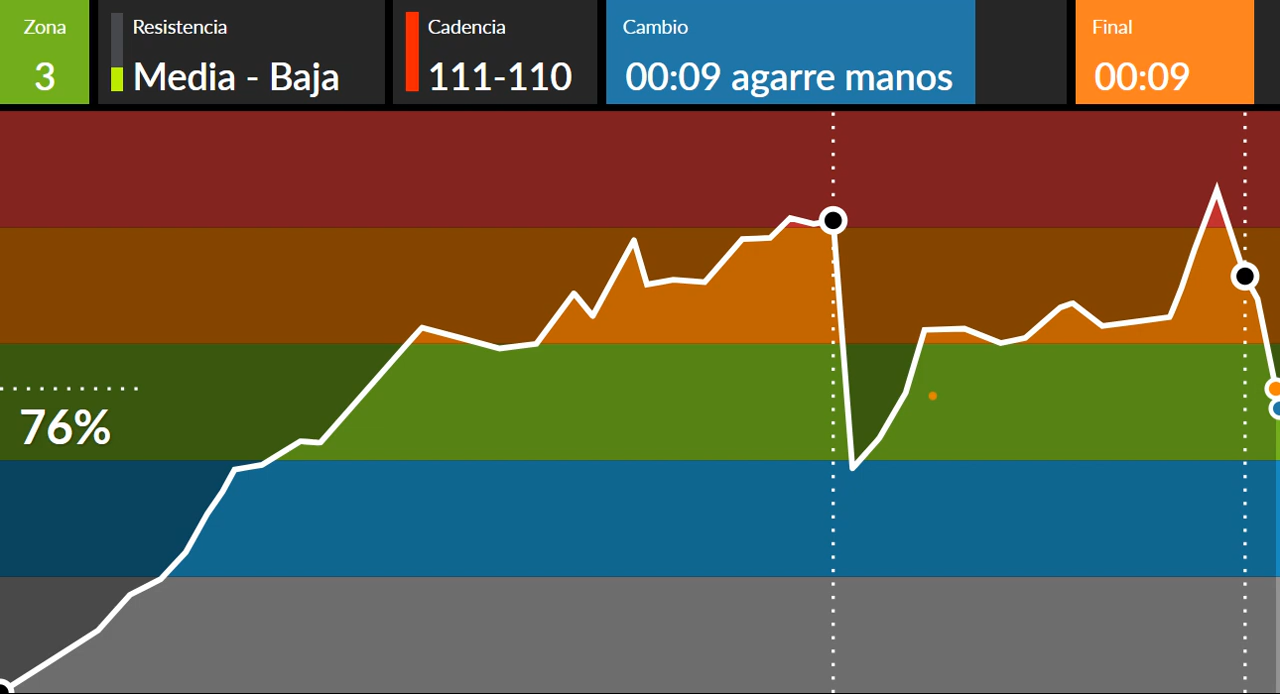 Zona
3
Resistencia
Media - Baja
Cadencia
111-110
Cambio
00:09 agarre manos
Final
00:09
76%